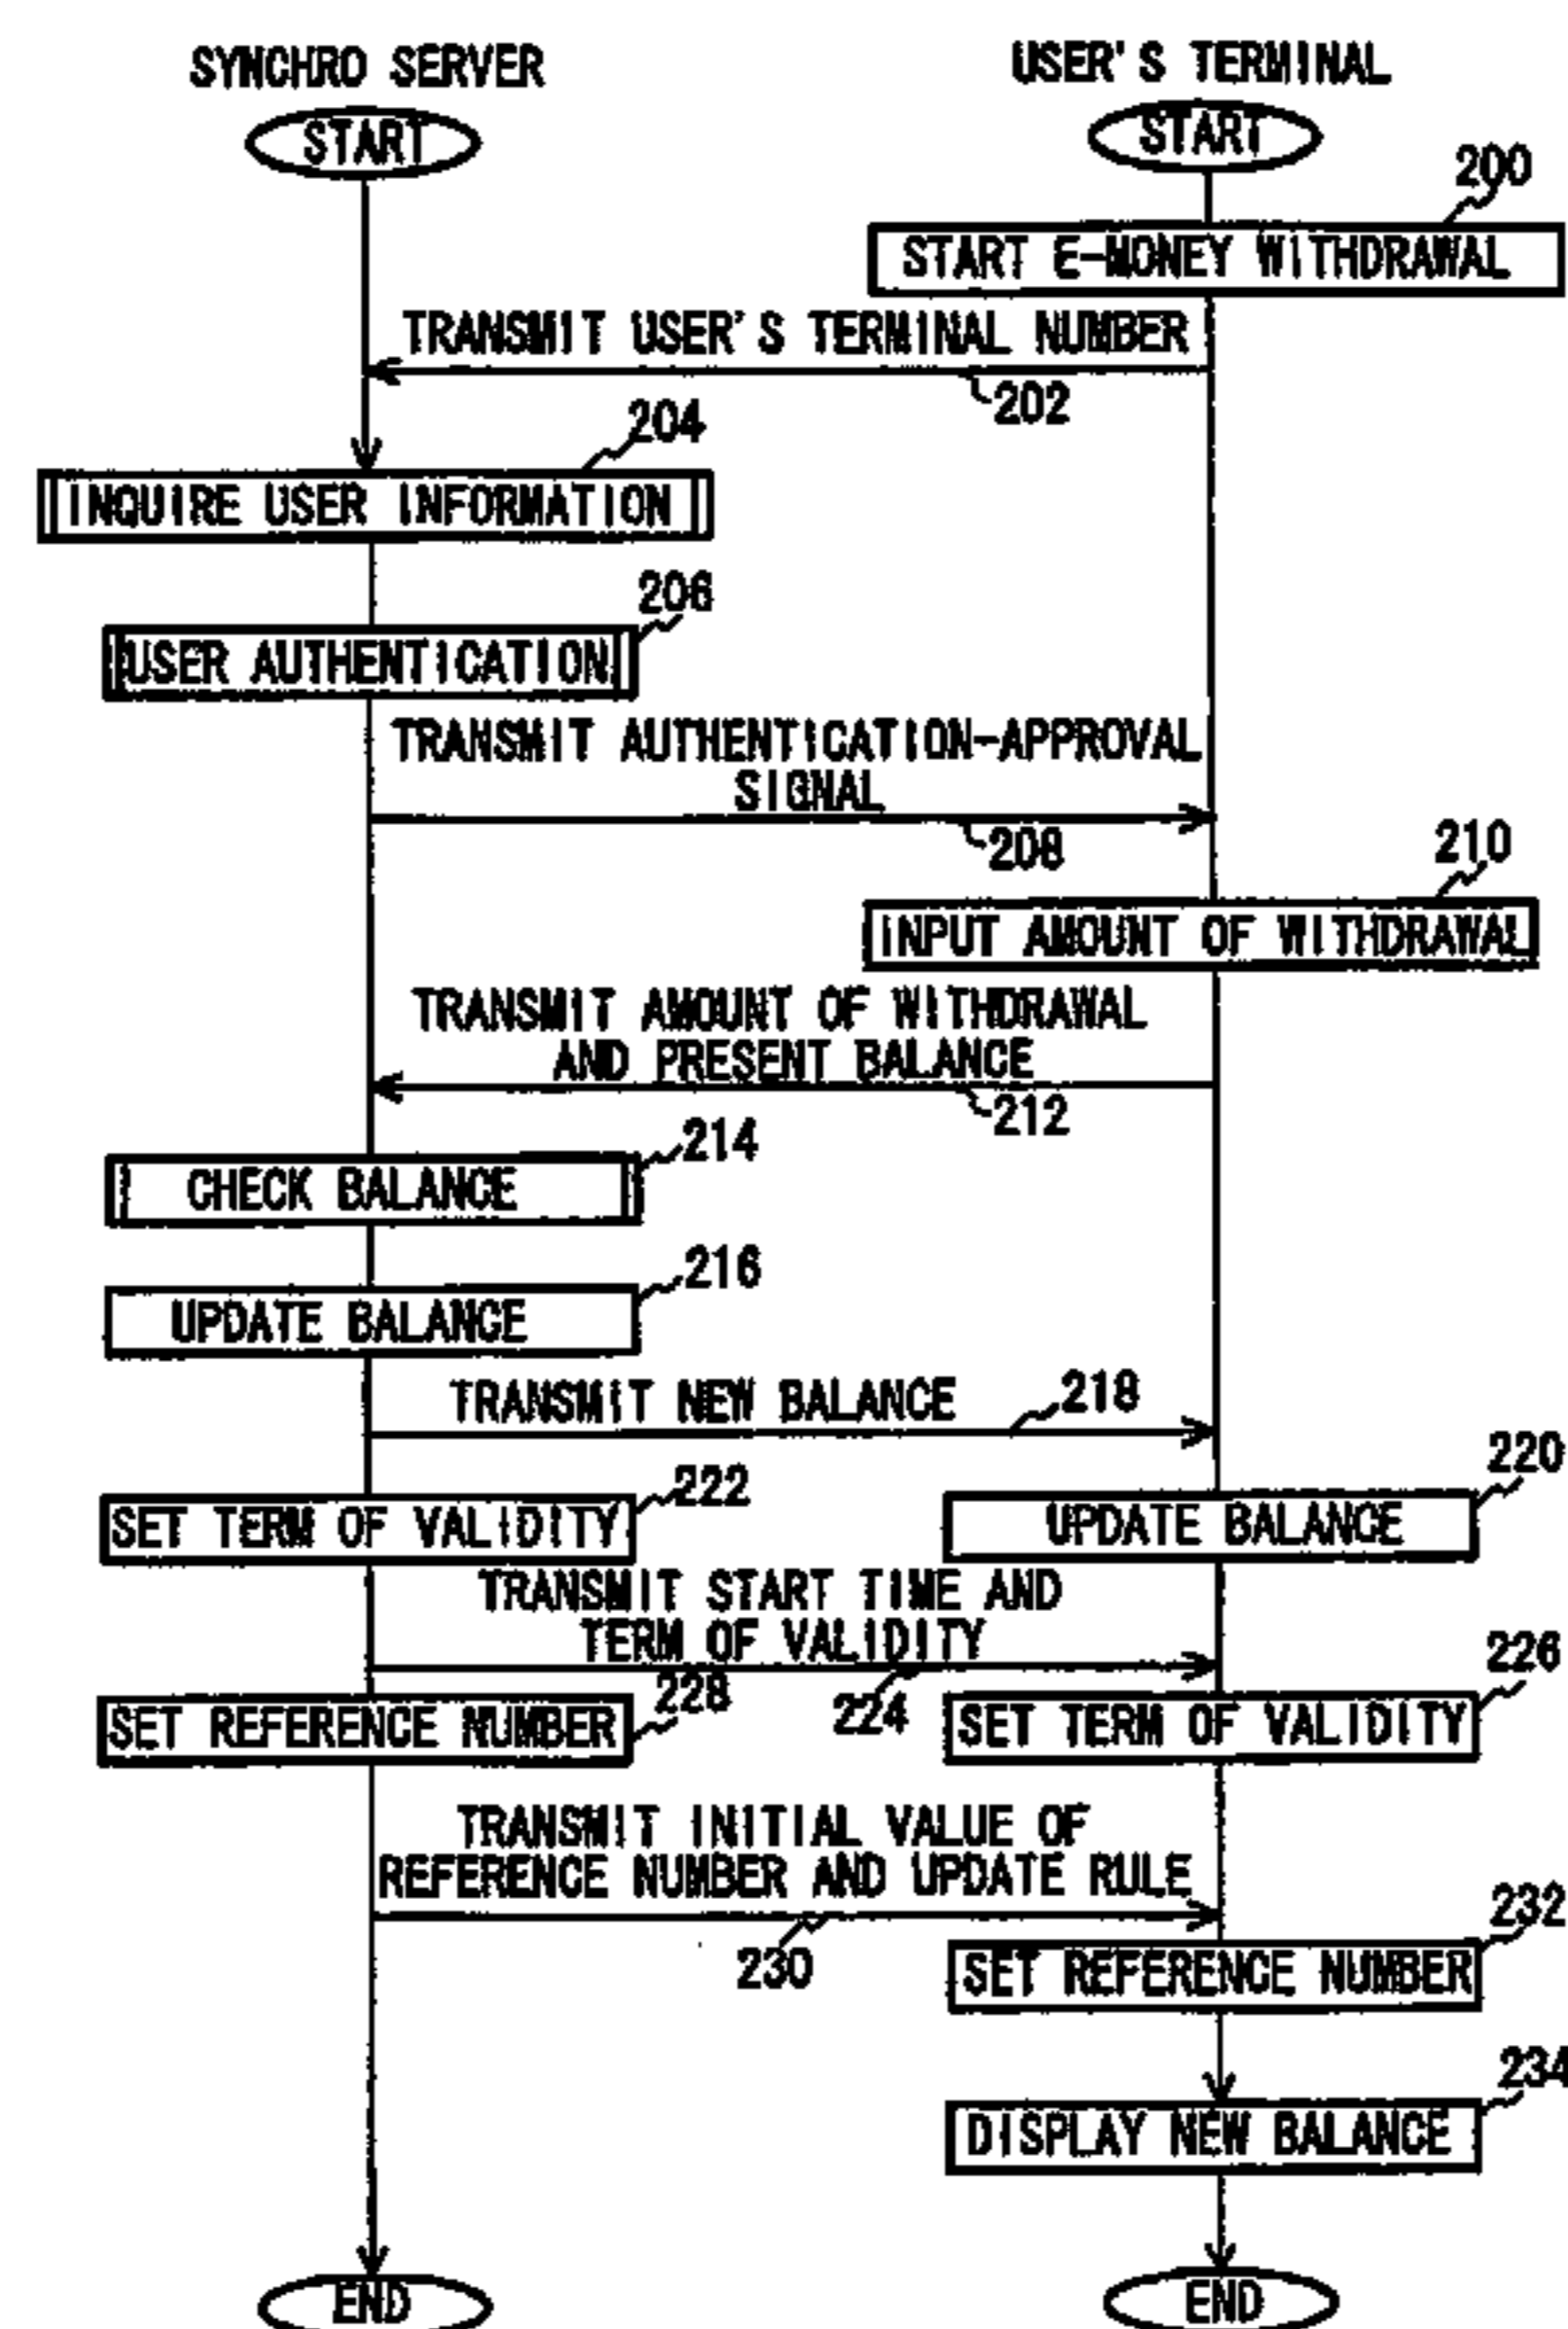 SYNCHRO SERVER
USER'S TERMINAL
START
START
200
START E-MONEY WITHDRAWAL
TRANSMIT USER'S TERMINAL NUMBER
202
204
INQUIRE USER INFORMATION
206
USER AUTHENTICATION
TRANSMIT AUTHENTICATION-APPROVAL
SIGNAL
208
210
INPUT AMOUNT OF WITHDRAWAL
TRANSMIT AMOUNT OF WITHDRAWAL
AND PRESENT BALANCE
212
214
CHECK BALANCE
216
UPDATE BALANCE
TRANSMIT NEW BALANCE
218
220
222
SET TERM OF VALIDITY
UPDATE BALANCE
TRANSMIT START TIME AND
TERM OF VALIDITY
224
226
228
SET REFERENCE NUMBER
SET TERM OF VALIDITY
TRANSMIT INITIAL VALUE OF
REFERENCE NUMBER AND UPDATE RULE
230
232
SET REFERENCE NUMBER
234
DISPLAY NEW BALANCE
END
END